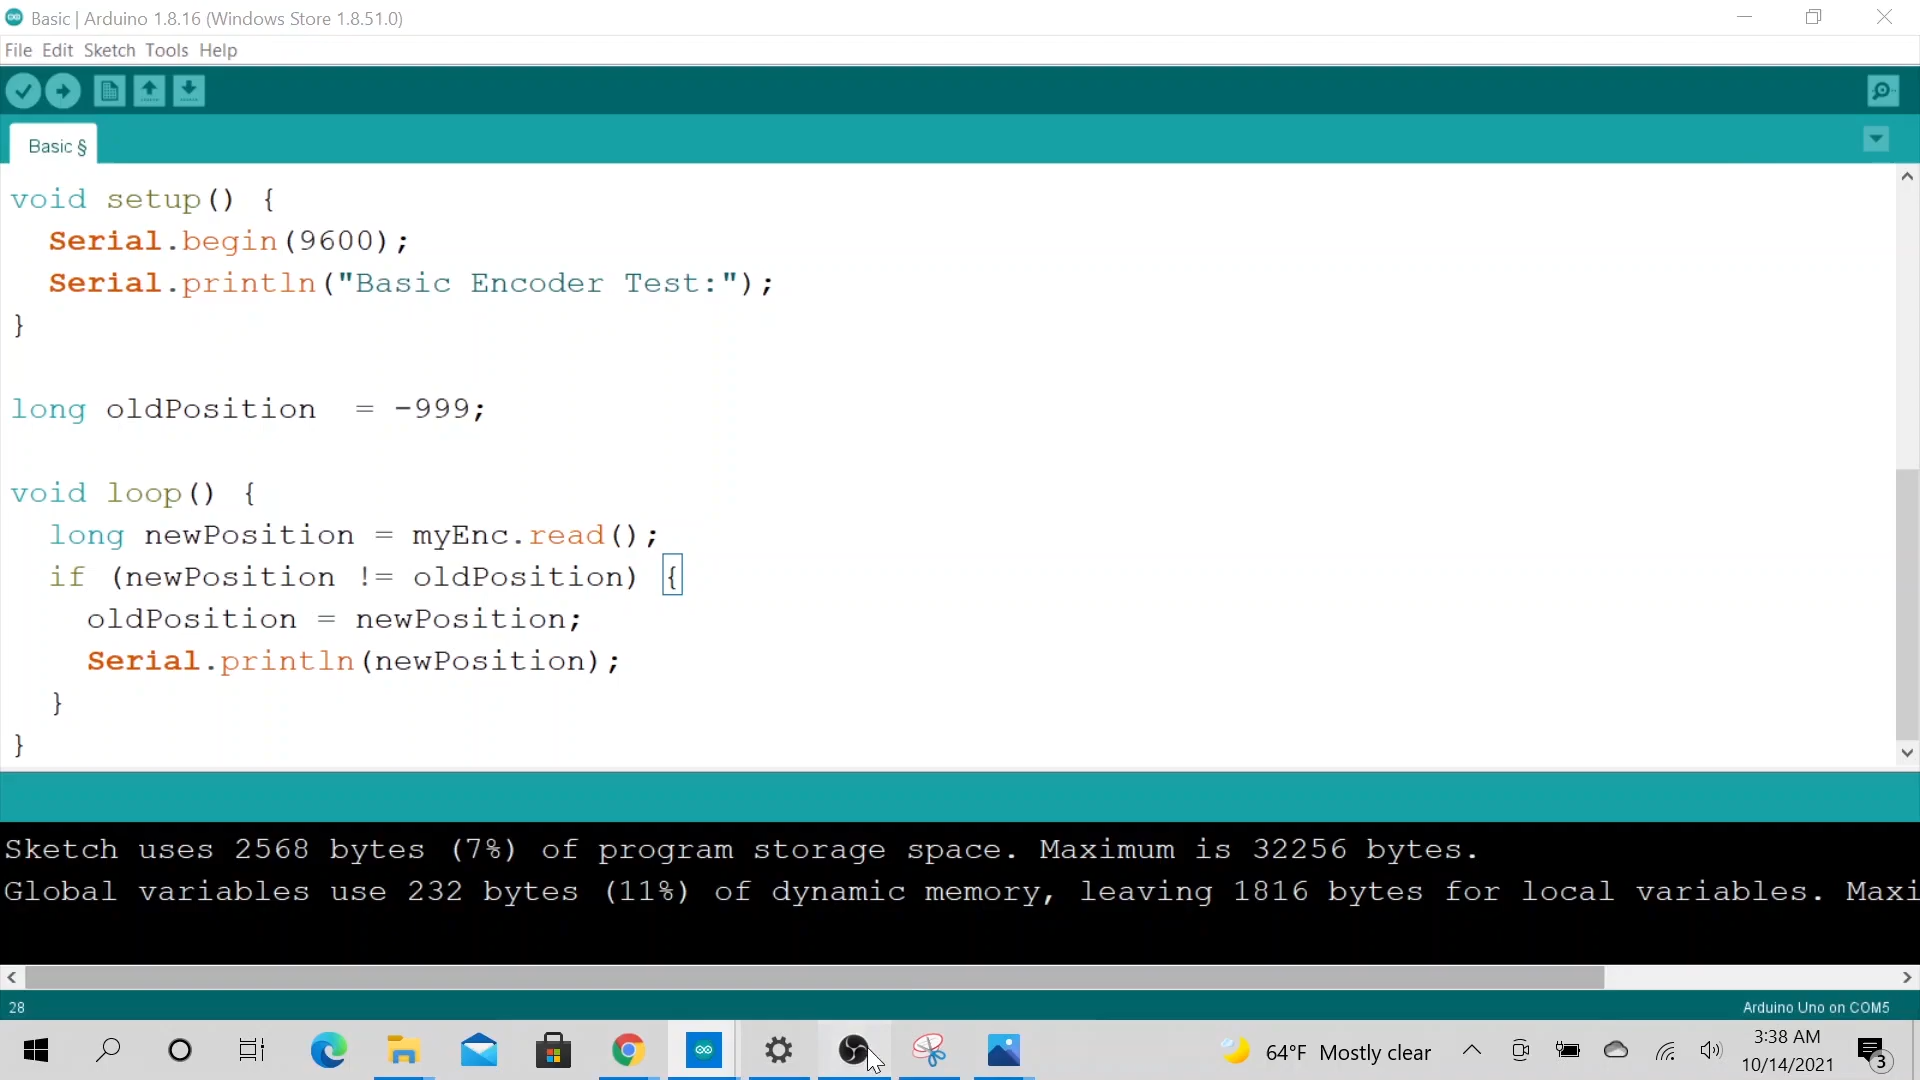 Basic | Arduino 1.8.16 (Windows Store 1.8.51.0)
File Edit Sketch Tools Help
Basic §
void setup() {
  Serial.begin(9600);
  Serial.println("Basic Encoder Test:");
}
long oldPosition  = -999;
void loop() {
  long newPosition = myEnc.read();
  if (newPosition != oldPosition) {
    oldPosition = newPosition;
    Serial.println(newPosition);
  }
}
Sketch uses 2568 bytes (7%) of program storage space. Maximum is 32256 bytes.
Global variables use 232 bytes (11%) of dynamic memory, leaving 1816 bytes for local variables. Maxi
28
Arduino Uno on COM5
64°F Mostly clear
3:38 AM
10/14/2021
3